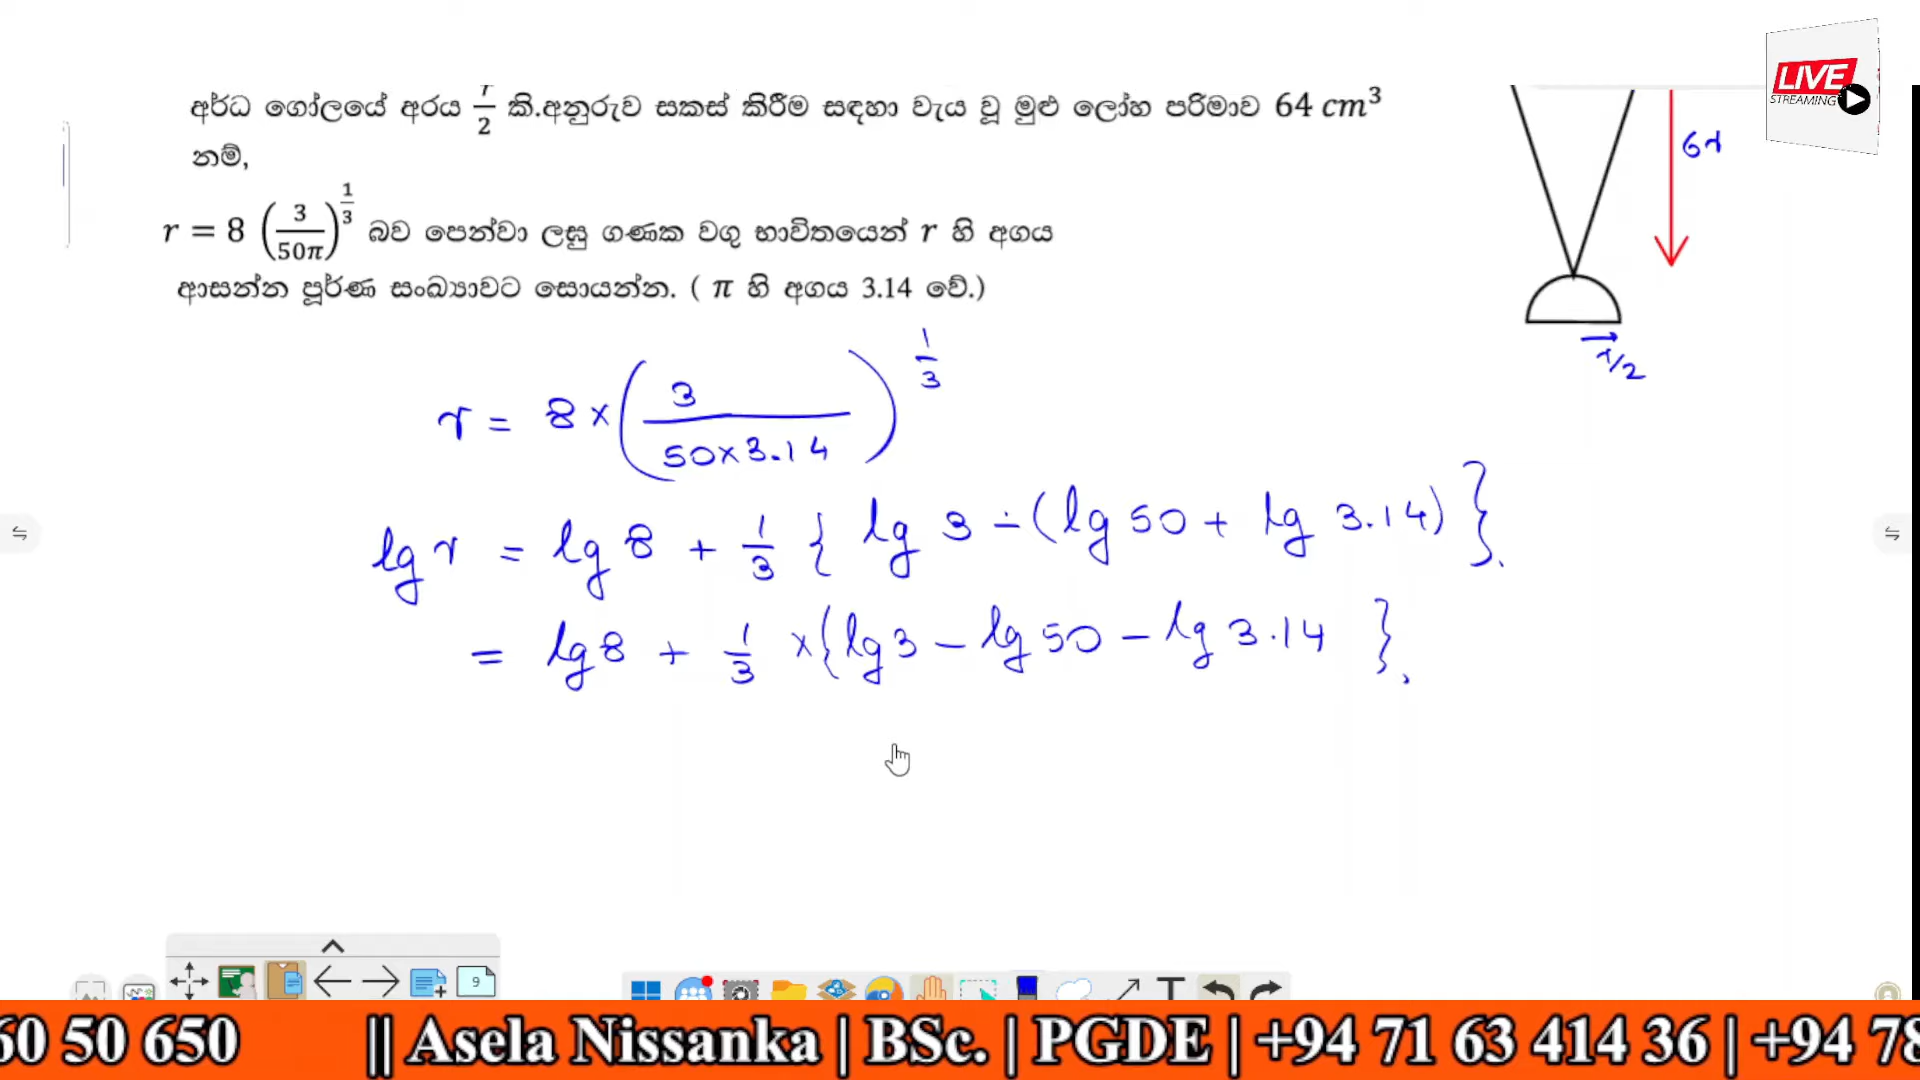 LIVE
STREAMING
අර්ධ ගෝලයේ අරය r/2 කි.අනුරුව සකස් කිරීම සඳහා වැය වූ මුළු ලෝහ පරිමාව 64 cm³
නම්,
r = 8 (3/50π)^1/3 බව පෙන්වා ලඝු ගණක වගු භාවිතයෙන් r හි අගය
ආසන්න පූර්ණ සංඛ්‍යාවට සොයන්න. ( π හි අගය 3.14 වේ.)
6r
r/2
r = 8 × (3/50×3.14)^1/3
lg r = lg 8 + 1/3 { lg 3 ÷ (lg 50 + lg 3.14) }.
= lg 8 + 1/3 × { lg 3 − lg 50 − lg 3.14 }.
9
60 50 650 || Asela Nissanka | BSc. | PGDE | +94 71 63 414 36 | +94 78